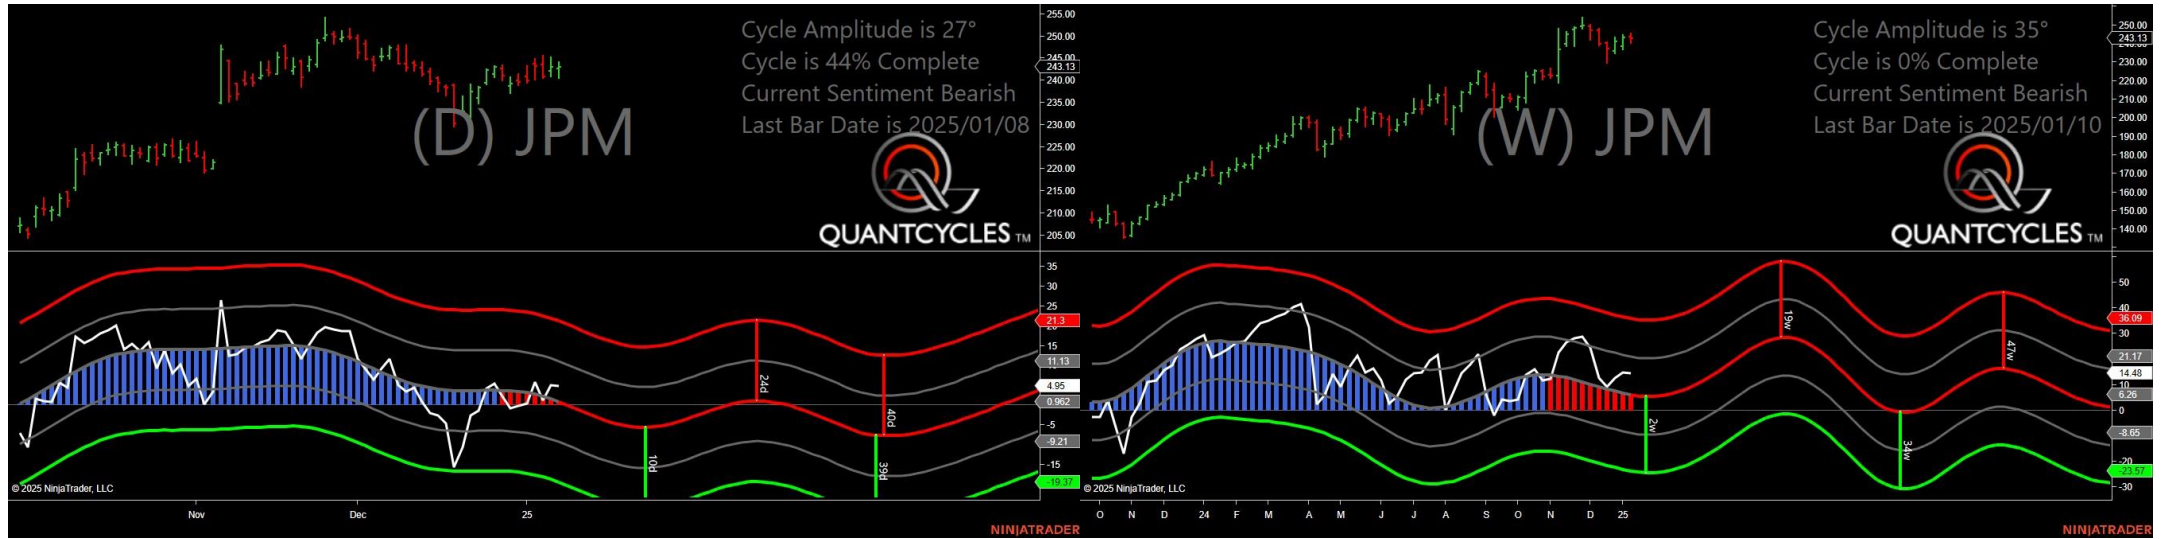 Cycle Amplitude is 27°
Cycle is 44% Complete
Current Sentiment Bearish
Last Bar Date is 2025/01/08
(D) JPM
QUANTCYCLES TM
255.00
250.00
245.00
243.13
240.00
235.00
225.00
220.00
215.00
210.00
205.00
35
30
25
21.3
15
11.13
4.95
0.962
-5
-9.21
-15
-19.37
10d
24d
39d
40d
© 2025 NinjaTrader, LLC
Nov
Dec
25
NINJATRADER
Cycle Amplitude is 35°
Cycle is 0% Complete
Current Sentiment Bearish
Last Bar Date is 2025/01/10
(W) JPM
QUANTCYCLES TM
250.00
243.13
230.00
220.00
210.00
200.00
190.00
180.00
170.00
160.00
150.00
140.00
50
40
36.09
30
21.17
14.48
10
6.26
0
-8.65
-20
-23.57
-30
2w
19w
34w
47w
© 2025 NinjaTrader, LLC
O N D 24 F M A M J J A S O N D 25
NINJATRADER